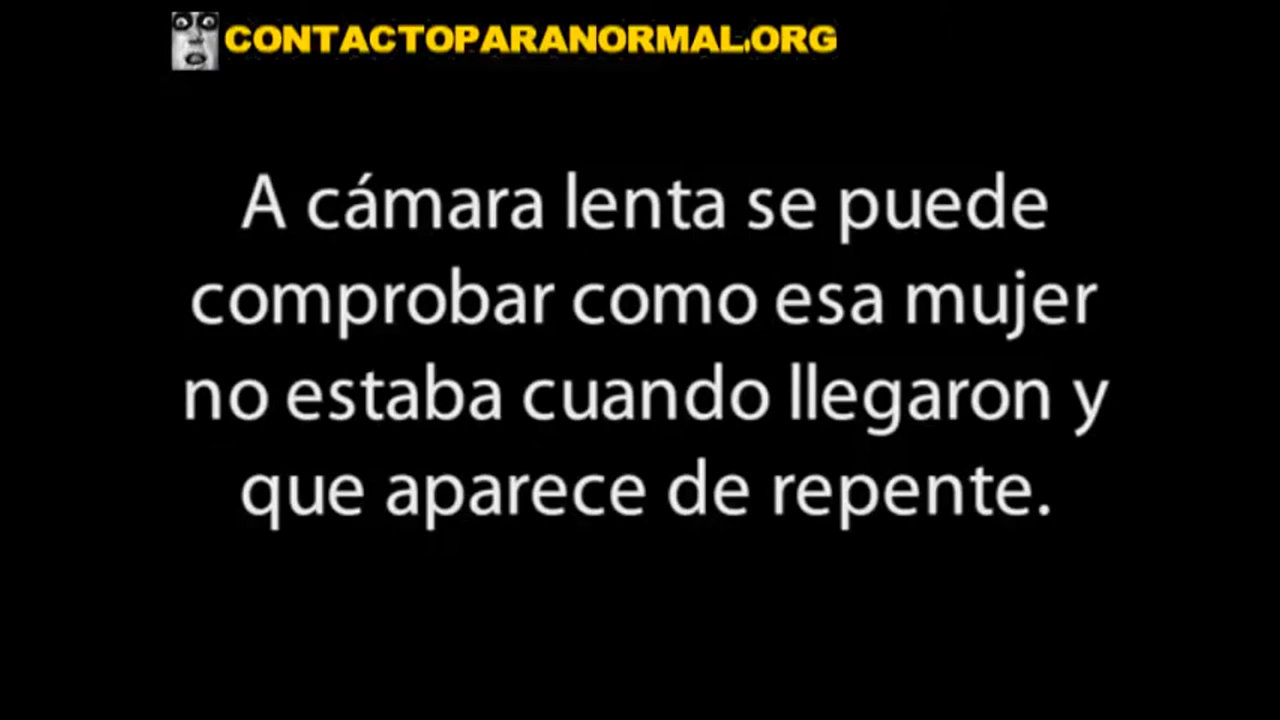 CONTACTOPARANORMAL.ORG
A cámara lenta se puede
comprobar como esa mujer
no estaba cuando llegaron y
que aparece de repente.